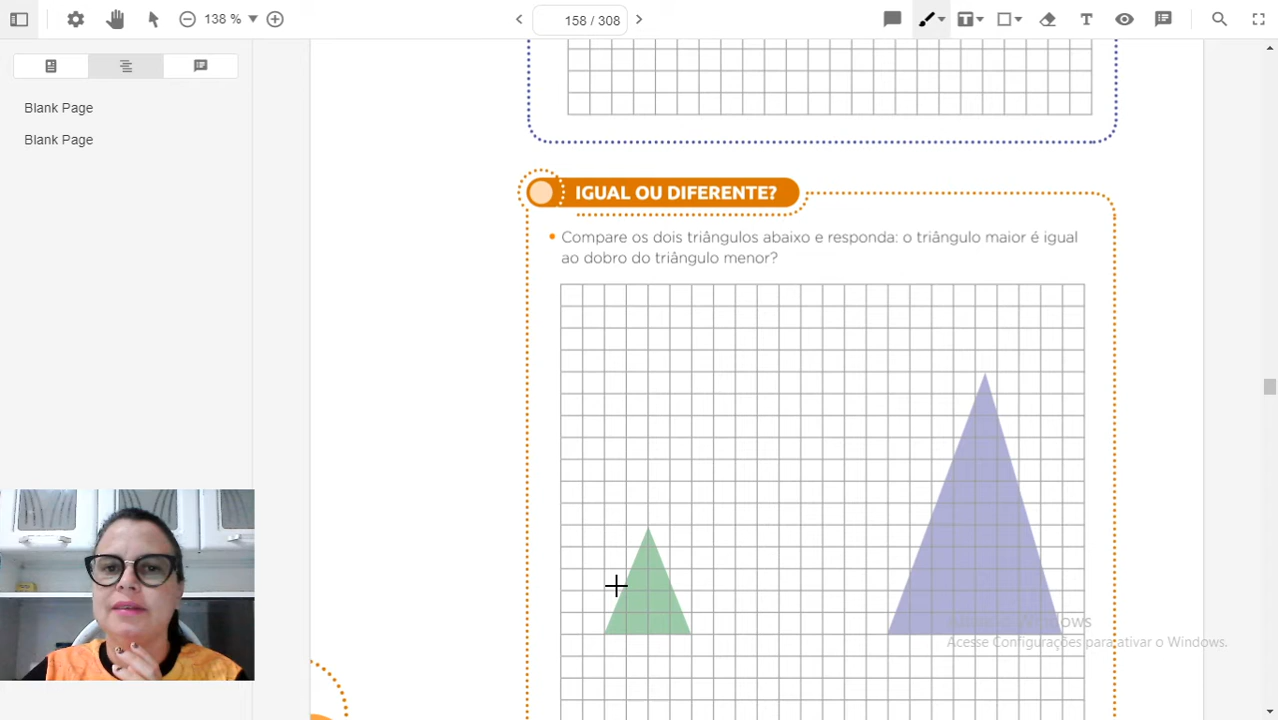 138 %
158 / 308
Blank Page
Blank Page
IGUAL OU DIFERENTE?
• Compare os dois triângulos abaixo e responda: o triângulo maior é igual
ao dobro do triângulo menor?
Acesse Configurações para ativar o Windows.